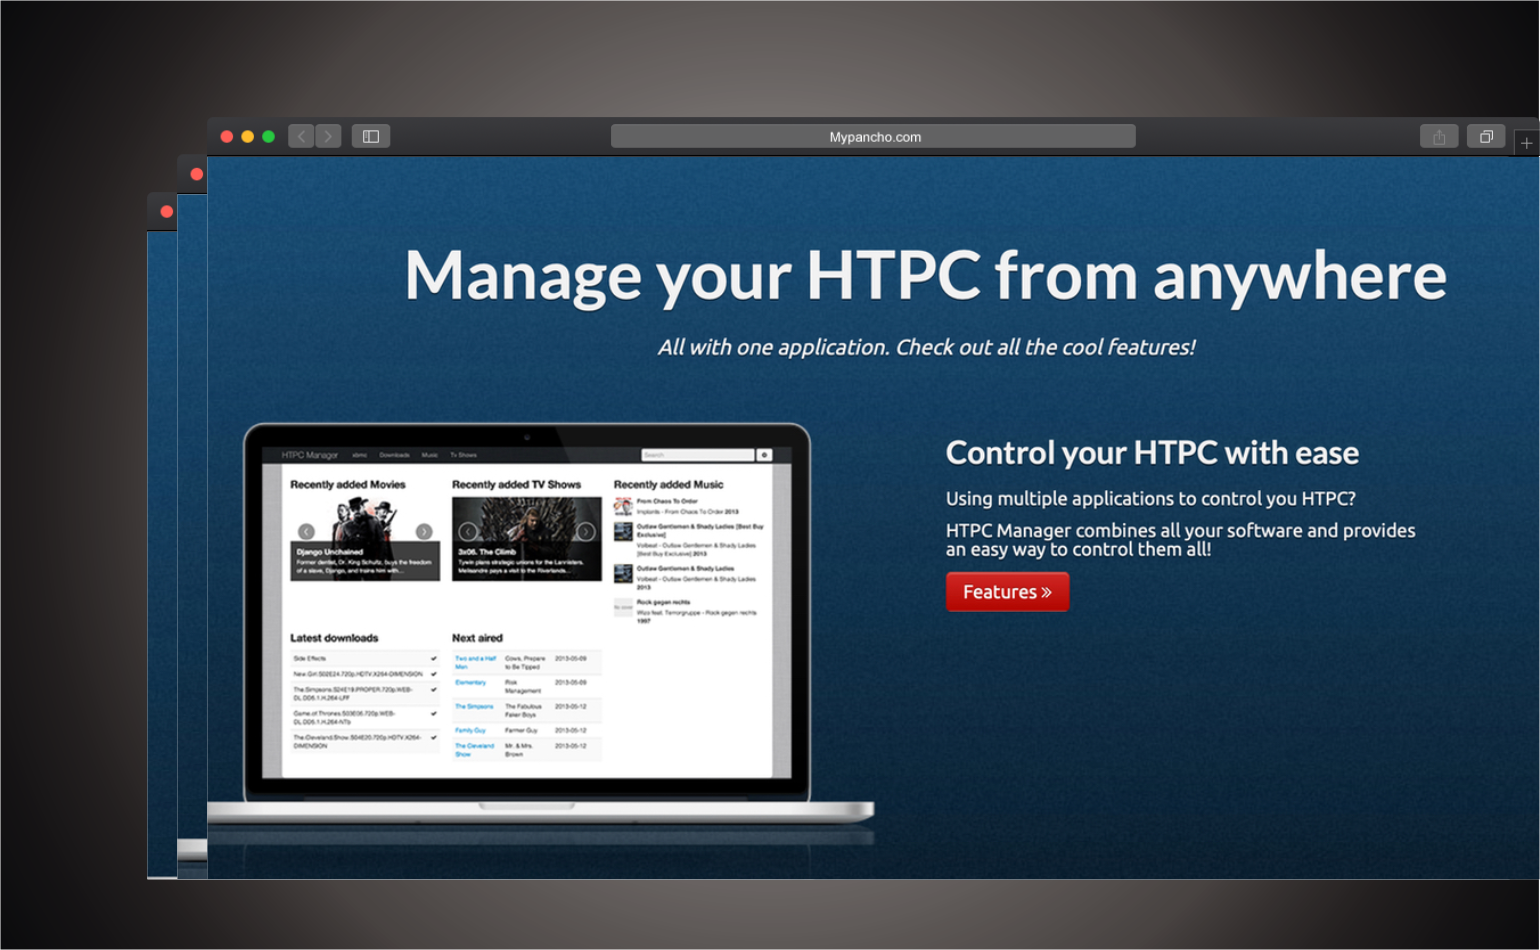 Mypancho.com
Manage your HTPC from anywhere
All with one application. Check out all the cool features!
HTPC Manager
xbmc
Downloads
Music
Tv Shows
Search
Recently added Movies
Django Unchained
Former dentist, Dr. King Schultz, buys the freedom
of a slave, Django, and trains him with...
Recently added TV Shows
3x06. The Climb
Tywin plans strategic unions for the Lannisters.
Melisandre pays a visit to the Riverlands...
Recently added Music
From Chaos To Order
Implants - From Chaos To Order 2013
Outlaw Gentlemen & Shady Ladies [Best Buy
Exclusive]
Volbeat - Outlaw Gentlemen & Shady Ladies
[Best Buy Exclusive] 2013
Outlaw Gentlemen & Shady Ladies
Volbeat - Outlaw Gentlemen & Shady Ladies
2013
No cover
Rock gegen rechts
Wizo feat. Terrorgruppe - Rock gegen rechts
1997
Latest downloads
Side Effects
New.Girl.S02E24.720p.HDTV.X264-DIMENSION
The.Simpsons.S24E19.PROPER.720p.WEB-
DL.DD5.1.H.264-LFF
Game.of.Thrones.S03E06.720p.WEB-
DL.DD5.1.H.264-NTb
The.Cleveland.Show.S04E20.720p.HDTV.X264-
DIMENSION
Next aired
Two and a Half
Men
Cows, Prepare
to Be Tipped
2013-05-09
Elementary
Risk
Management
2013-05-09
The Simpsons
The Fabulous
Faker Boys
2013-05-12
Family Guy
Farmer Guy
2013-05-12
The Cleveland
Show
Mr. & Mrs.
Brown
2013-05-12
Control your HTPC with ease
Using multiple applications to control you HTPC?
HTPC Manager combines all your software and provides
an easy way to control them all!
Features »